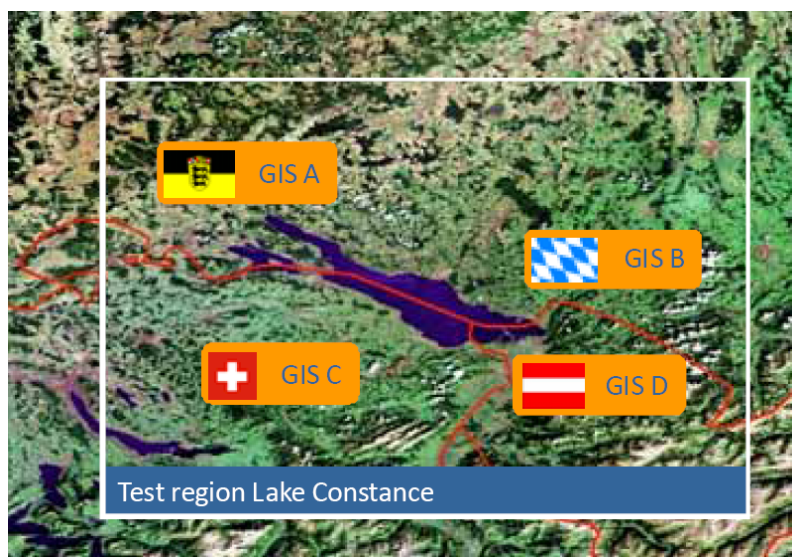 GIS A
GIS B
GIS C
GIS D
Test region Lake Constance